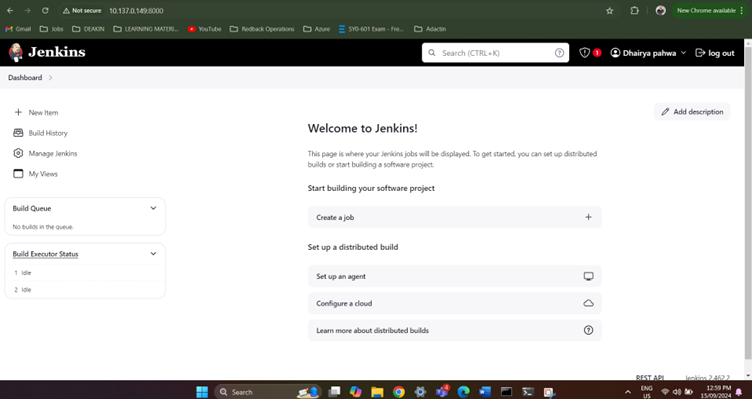 Not secure 10.137.0.149:8000 New Chrome available
Gmail Jobs DEAKIN LEARNING MATERI... YouTube Redback Operations Azure SY0-601 Exam - Fre... Adactin
Jenkins Search (CTRL+K) 1 Dhairya pahwa log out
Dashboard
Add description
New Item
Build History
Manage Jenkins
My Views
Build Queue
No builds in the queue.
Build Executor Status
1 Idle
2 Idle
Welcome to Jenkins!
This page is where your Jenkins jobs will be displayed. To get started, you can set up distributed
builds or start building a software project.
Start building your software project
Create a job
Set up a distributed build
Set up an agent
Configure a cloud
Learn more about distributed builds
REST API Jenkins 2.462.2
Search ENG 12:59 PM
US 15/09/2024